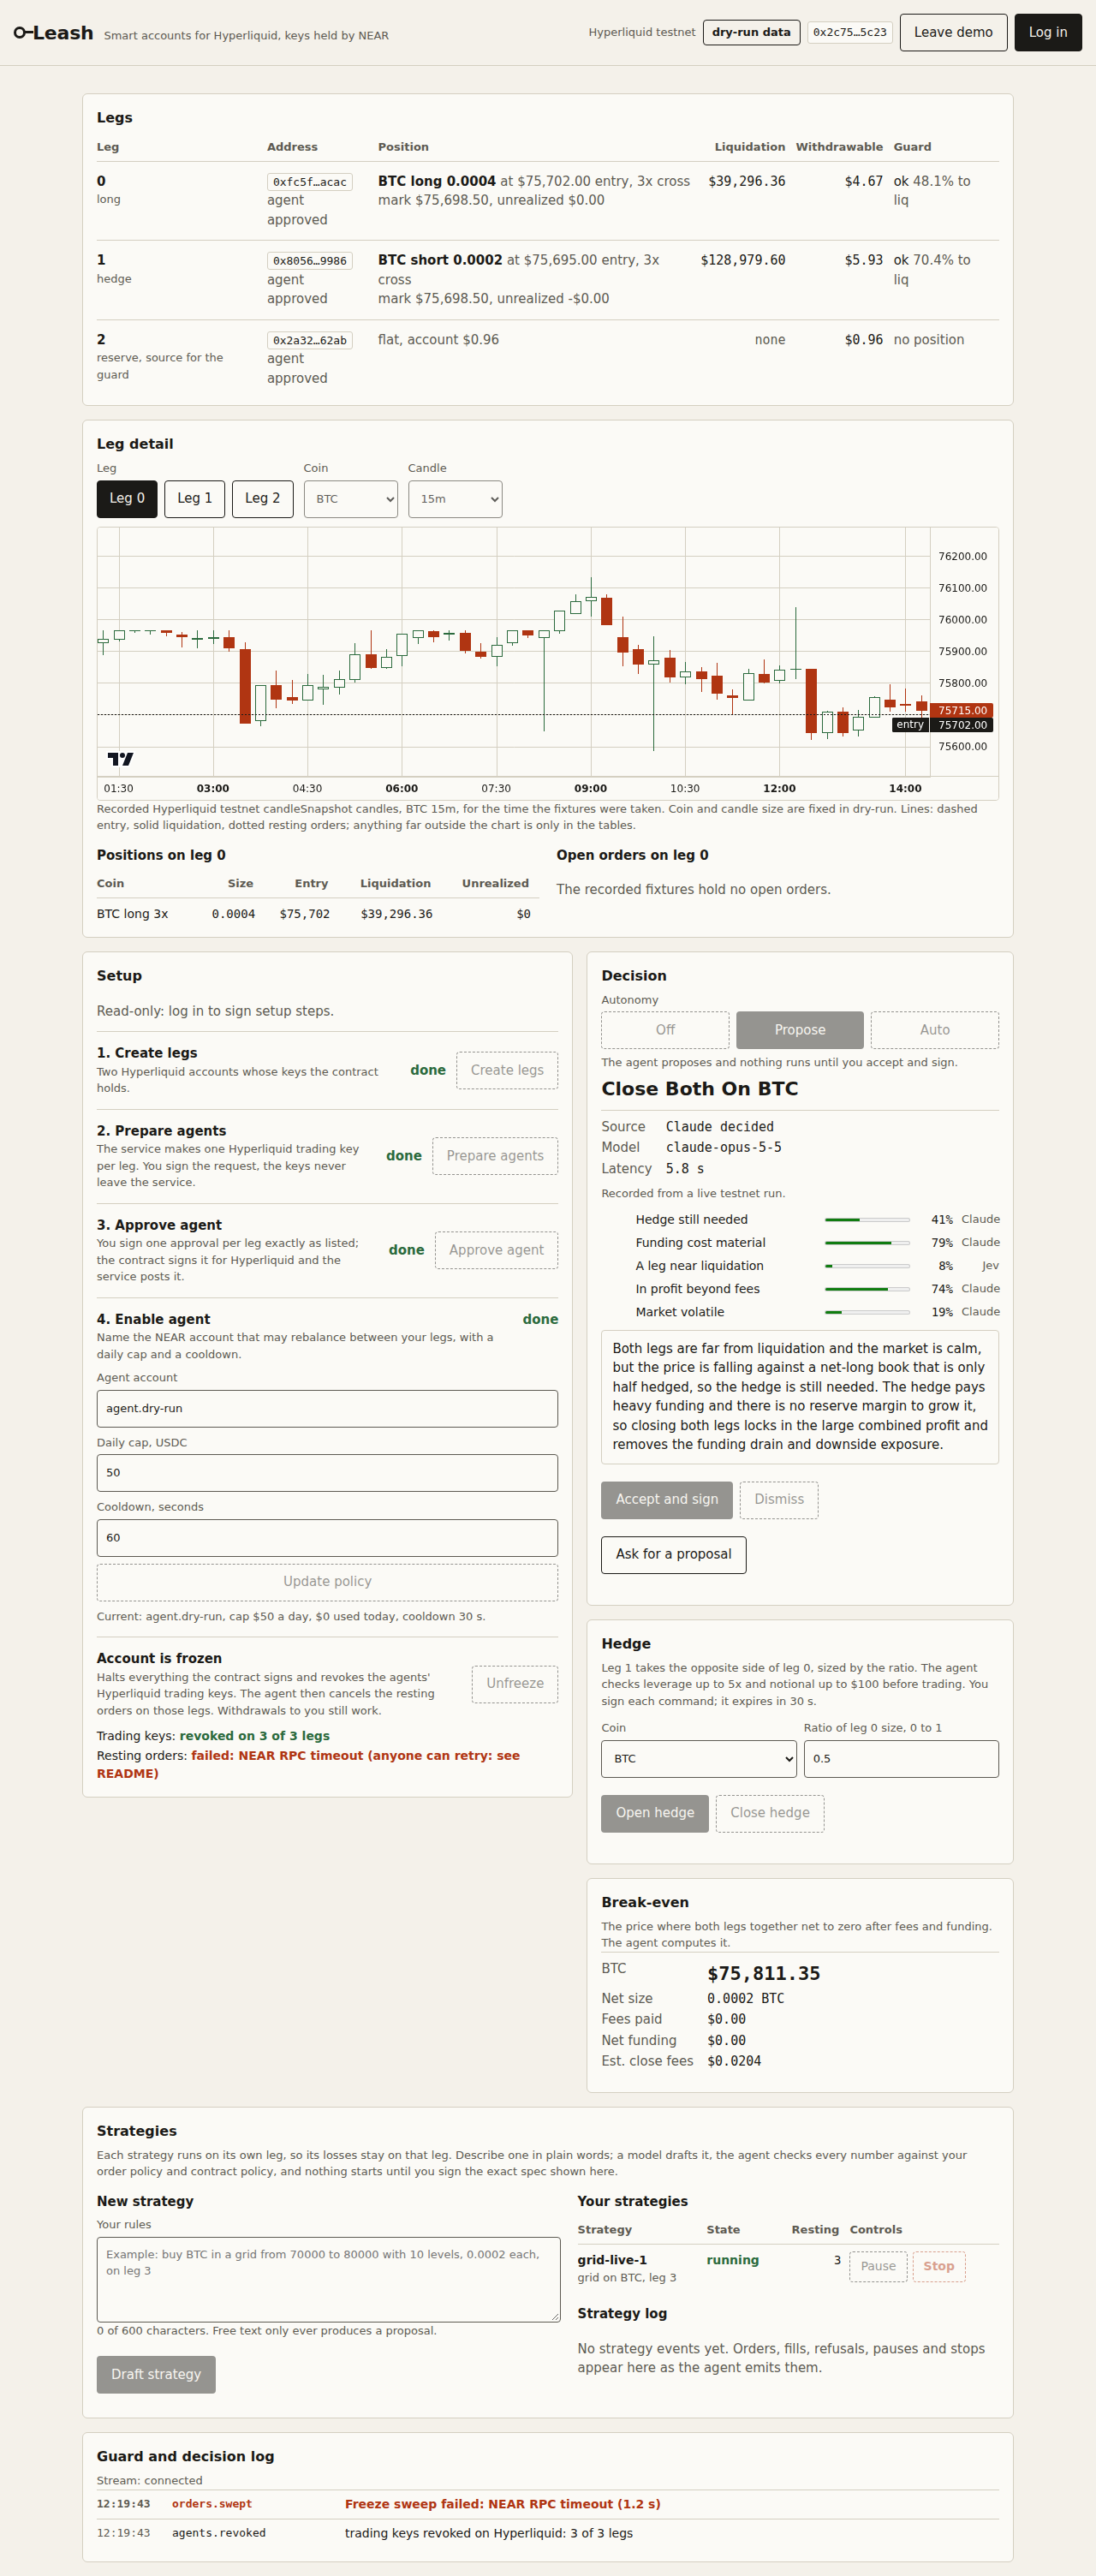 Leash Smart accounts for Hyperliquid, keys held by NEAR
Hyperliquid testnet dry-run data 0x2c75…5c23 Leave demo Log in
Legs
Leg Address Position Liquidation Withdrawable Guard
0 0xfc5f…acac BTC long 0.0004 at $75,702.00 entry, 3x cross $39,296.36 $4.67 ok 48.1% to
long agent mark $75,698.50, unrealized $0.00 liq
approved
1 0x8056…9986 BTC short 0.0002 at $75,695.00 entry, 3x $128,979.60 $5.93 ok 70.4% to
hedge agent cross liq
approved mark $75,698.50, unrealized -$0.00
2 0x2a32…62ab flat, account $0.96 none $0.96 no position
reserve, source for the agent
guard approved
Leg detail
Leg Coin Candle
Leg 0 Leg 1 Leg 2 BTC 15m
76200.00
76100.00
76000.00
75900.00
75800.00
75715.00
entry 75702.00
75600.00
01:30 03:00 04:30 06:00 07:30 09:00 10:30 12:00 14:00
Recorded Hyperliquid testnet candleSnapshot candles, BTC 15m, for the time the fixtures were taken. Coin and candle size are fixed in dry-run. Lines: dashed
entry, solid liquidation, dotted resting orders; anything far outside the chart is only in the tables.
Positions on leg 0
Coin Size Entry Liquidation Unrealized
BTC long 3x 0.0004 $75,702 $39,296.36 $0
Open orders on leg 0
The recorded fixtures hold no open orders.
Setup
Read-only: log in to sign setup steps.
1. Create legs
Two Hyperliquid accounts whose keys the contract
holds.
done Create legs
2. Prepare agents
The service makes one Hyperliquid trading key
per leg. You sign the request, the keys never
leave the service.
done Prepare agents
3. Approve agent
You sign one approval per leg exactly as listed;
the contract signs it for Hyperliquid and the
service posts it.
done Approve agent
4. Enable agent done
Name the NEAR account that may rebalance between your legs, with a
daily cap and a cooldown.
Agent account
agent.dry-run
Daily cap, USDC
50
Cooldown, seconds
60
Update policy
Current: agent.dry-run, cap $50 a day, $0 used today, cooldown 30 s.
Account is frozen
Halts everything the contract signs and revokes the agents'
Hyperliquid trading keys. The agent then cancels the resting
orders on those legs. Withdrawals to you still work.
Unfreeze
Trading keys: revoked on 3 of 3 legs
Resting orders: failed: NEAR RPC timeout (anyone can retry: see
README)
Decision
Autonomy
Off Propose Auto
The agent proposes and nothing runs until you accept and sign.
Close Both On BTC
Source Claude decided
Model claude-opus-5-5
Latency 5.8 s
Recorded from a live testnet run.
Hedge still needed 41% Claude
Funding cost material 79% Claude
A leg near liquidation 8% Jev
In profit beyond fees 74% Claude
Market volatile 19% Claude
Both legs are far from liquidation and the market is calm,
but the price is falling against a net-long book that is only
half hedged, so the hedge is still needed. The hedge pays
heavy funding and there is no reserve margin to grow it,
so closing both legs locks in the large combined profit and
removes the funding drain and downside exposure.
Accept and sign Dismiss
Ask for a proposal
Hedge
Leg 1 takes the opposite side of leg 0, sized by the ratio. The agent
checks leverage up to 5x and notional up to $100 before trading. You
sign each command; it expires in 30 s.
Coin Ratio of leg 0 size, 0 to 1
BTC 0.5
Open hedge Close hedge
Break-even
The price where both legs together net to zero after fees and funding.
The agent computes it.
BTC $75,811.35
Net size 0.0002 BTC
Fees paid $0.00
Net funding $0.00
Est. close fees $0.0204
Strategies
Each strategy runs on its own leg, so its losses stay on that leg. Describe one in plain words; a model drafts it, the agent checks every number against your
order policy and contract policy, and nothing starts until you sign the exact spec shown here.
New strategy
Your rules
Example: buy BTC in a grid from 70000 to 80000 with 10 levels, 0.0002 each,
on leg 3
0 of 600 characters. Free text only ever produces a proposal.
Draft strategy
Your strategies
Strategy State Resting Controls
grid-live-1 running 3 Pause Stop
grid on BTC, leg 3
Strategy log
No strategy events yet. Orders, fills, refusals, pauses and stops
appear here as the agent emits them.
Guard and decision log
Stream: connected
12:19:43 orders.swept Freeze sweep failed: NEAR RPC timeout (1.2 s)
12:19:43 agents.revoked trading keys revoked on Hyperliquid: 3 of 3 legs